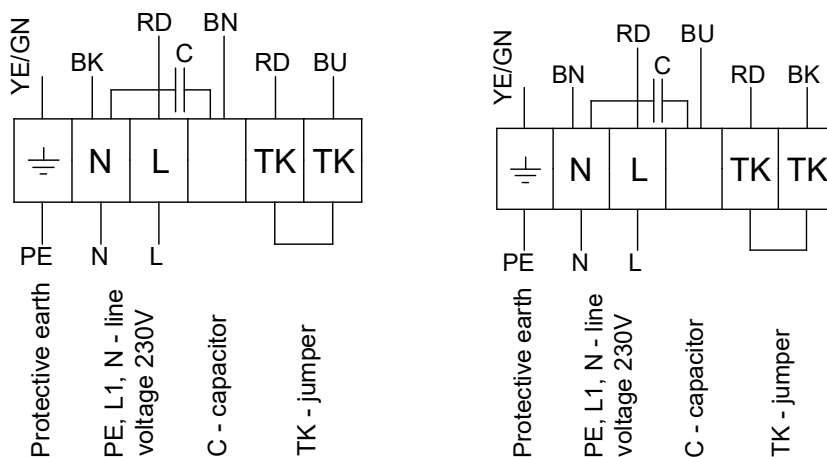 YE/GN
BK
RD
C
BN
RD
BU
N
L
TK
TK
PE
N
L
Protective earth
PE, L1, N - line
voltage 230V
C - capacitor
TK - jumper
YE/GN
BN
RD
C
BU
RD
BK
N
L
TK
TK
PE
N
L
Protective earth
PE, L1, N - line
voltage 230V
C - capacitor
TK - jumper